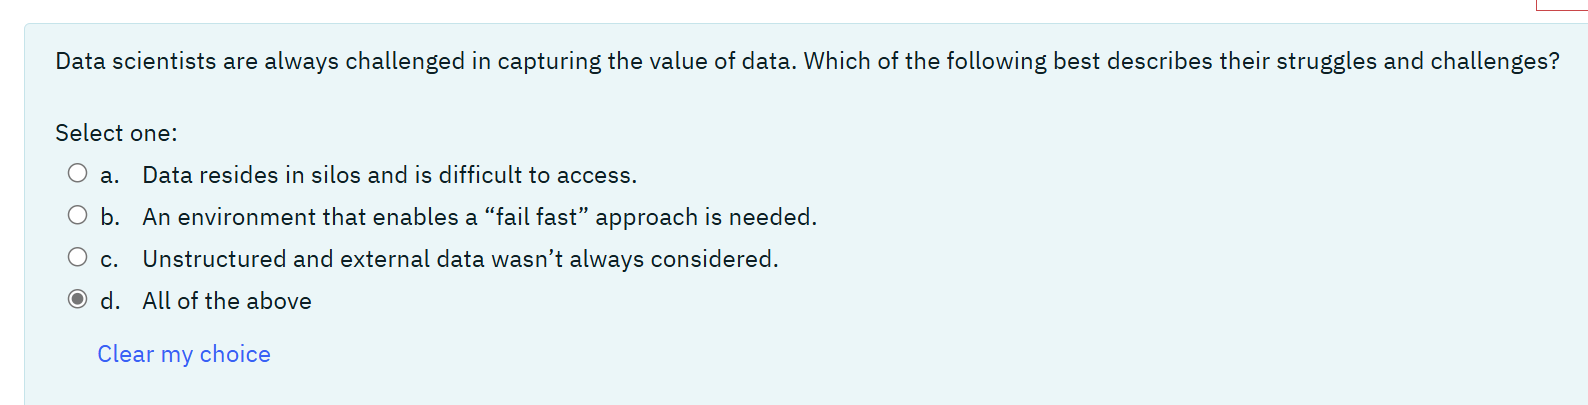 Data scientists are always challenged in capturing the value of data. Which of the following best describes their struggles and challenges?
Select one:
a. Data resides in silos and is difficult to access.
b. An environment that enables a “fail fast” approach is needed.
c. Unstructured and external data wasn’t always considered.
d. All of the above
Clear my choice